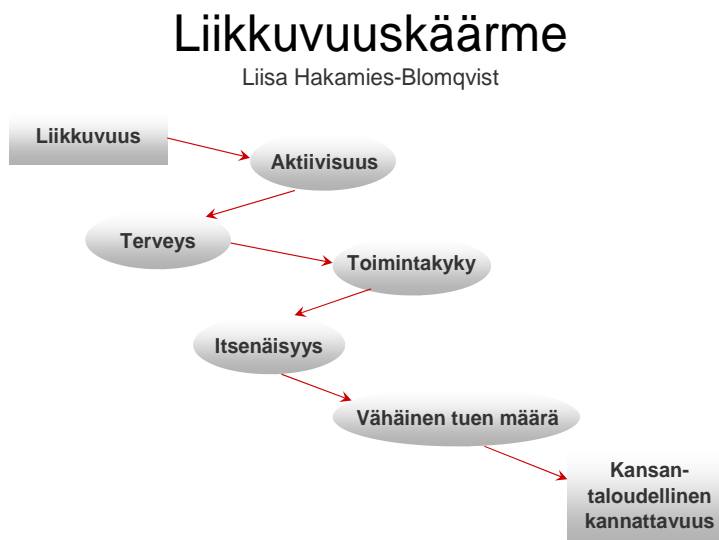 Liikkuvuuskäärme
Liisa Hakamies-Blomqvist
Liikkuvuus
Aktiivisuus
Terveys
Toimintakyky
Itsenäisyys
Vähäinen tuen määrä
Kansan-
taloudellinen
kannattavuus